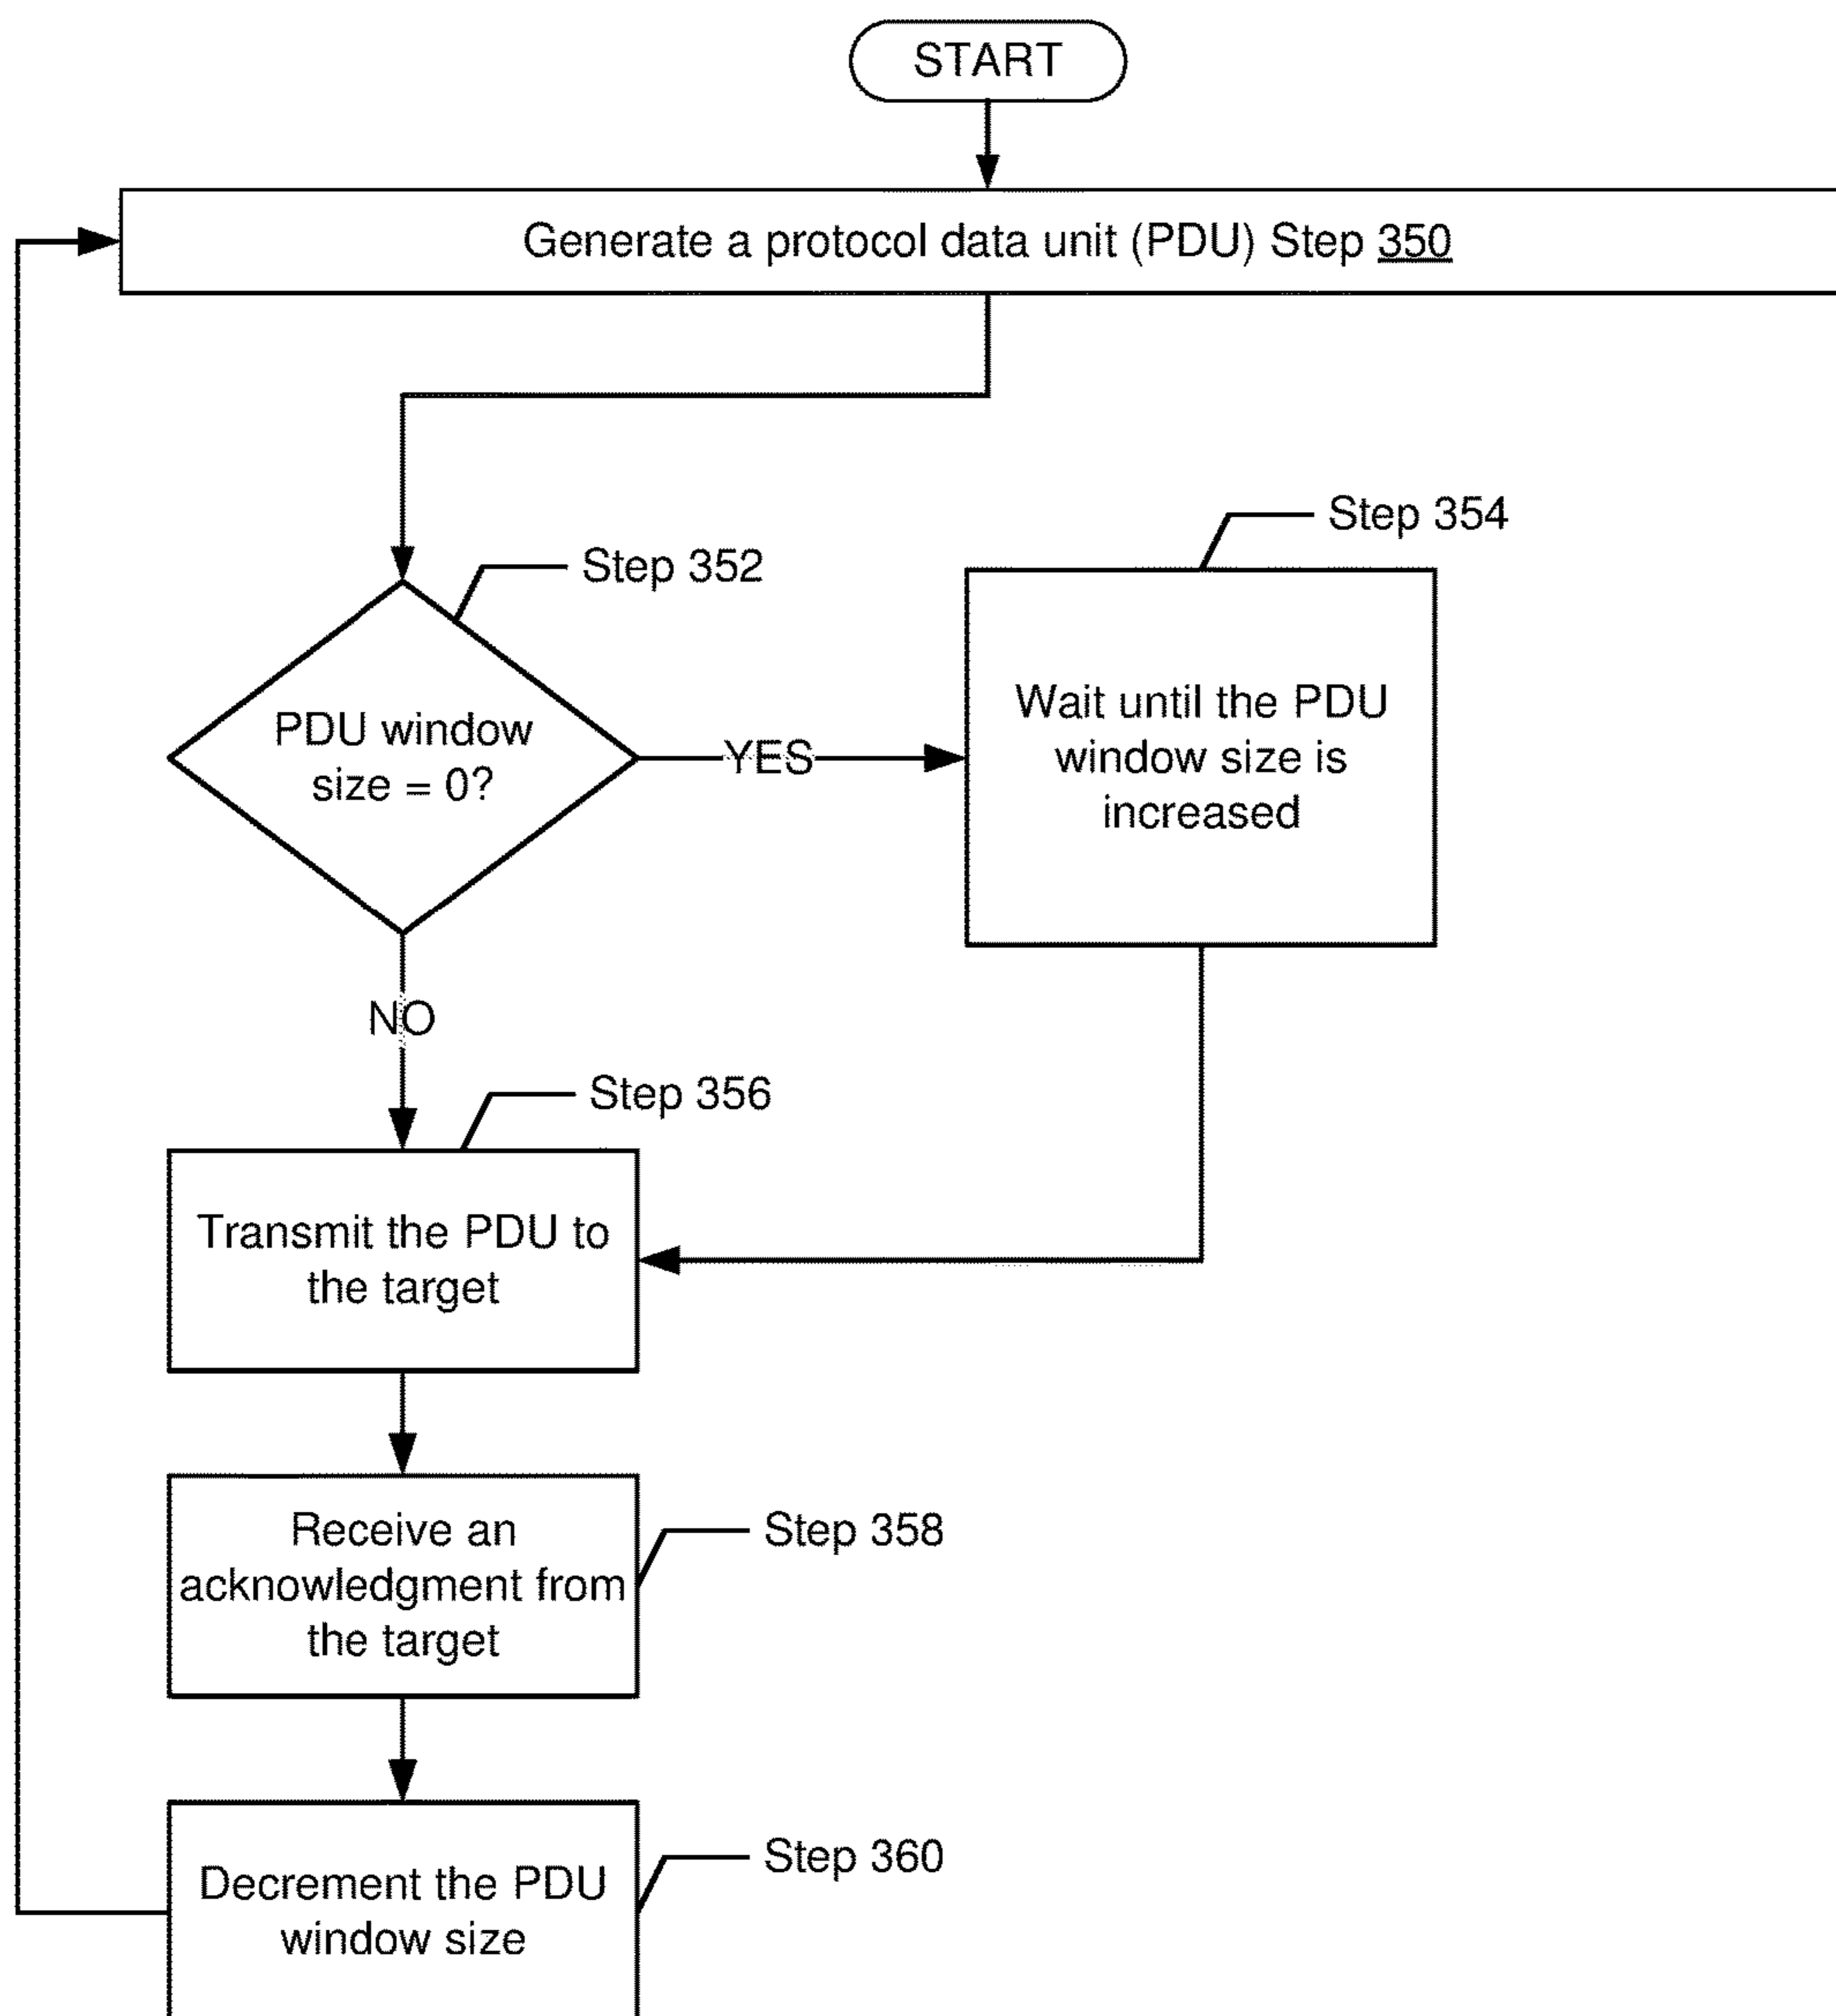 START
Generate a protocol data unit (PDU) Step 350
Step 354
Step 352
PDU window
size = 0?
YES
Wait until the PDU
window size is
increased
NO
Step 356
Transmit the PDU to
the target
Receive an
acknowledgment from
the target
Step 358
Decrement the PDU
window size
Step 360